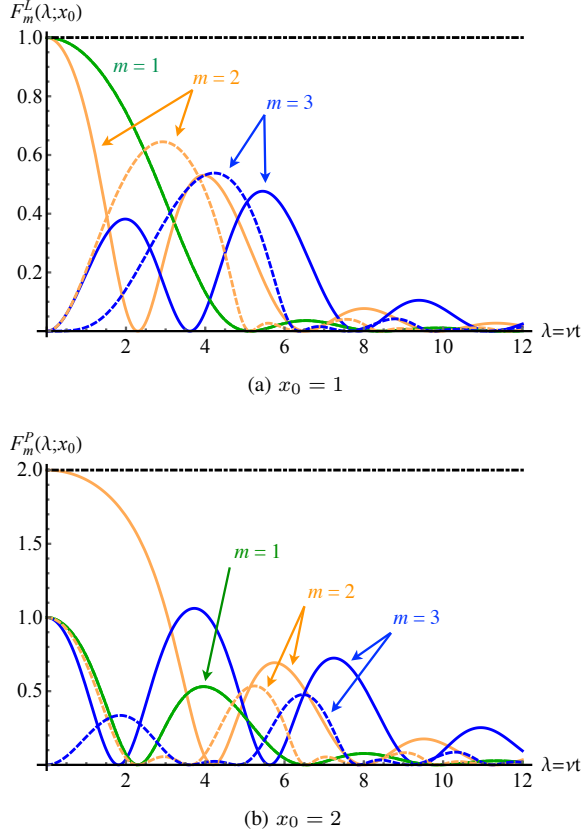 F_m^L(λ;x_0)
1.0
m = 1
m = 2
m = 3
0.8
0.6
0.4
0.2
2 4 6 8 10 12
λ=νt
(a) x_0 = 1
F_m^P(λ;x_0)
2.0
1.5
m = 1
m = 2
m = 3
1.0
0.5
2 4 6 8 10 12
λ=νt
(b) x_0 = 2